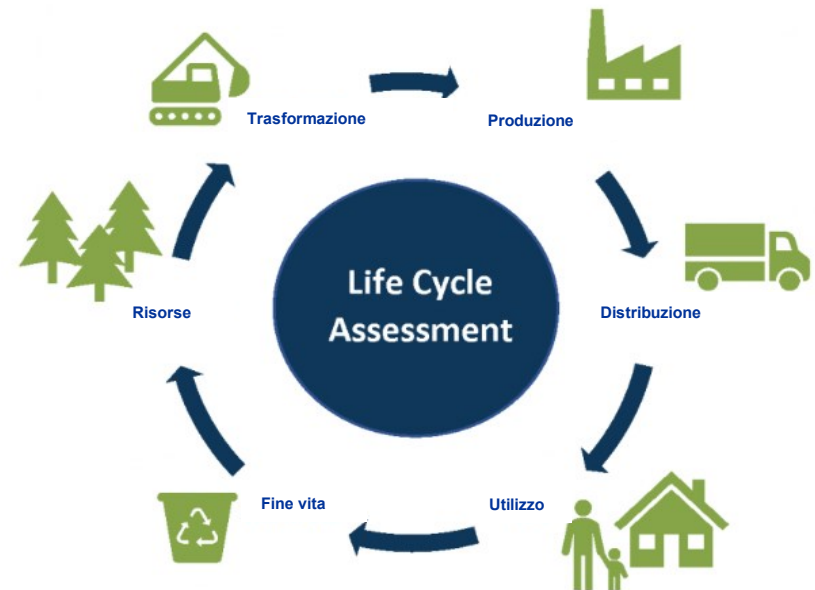 Trasformazione
Produzione
Life Cycle
Assessment
Risorse
Distribuzione
Fine vita
Utilizzo